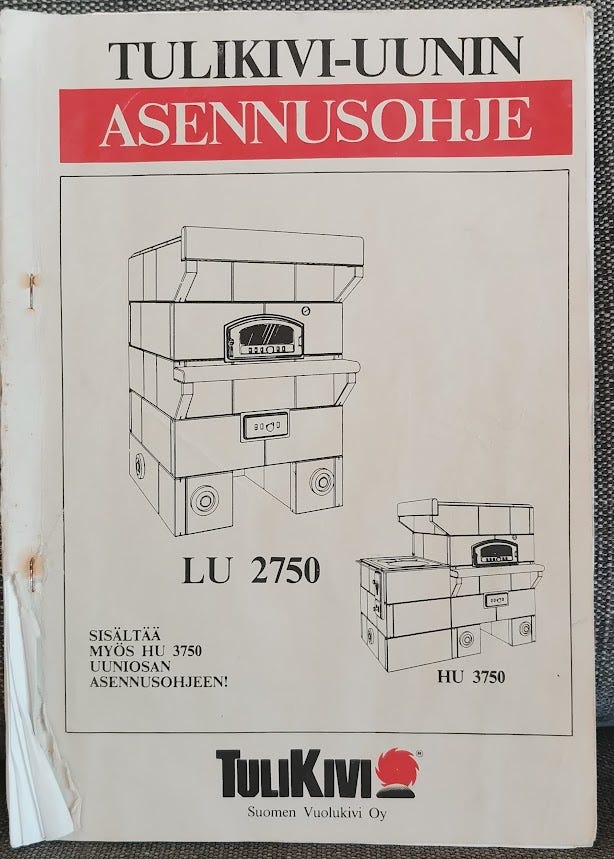 TULIKIVI-UUNIN
ASENNUSOHJE
LU 2750
SISÄLTÄÄ
MYÖS HU 3750
UUNIOSAN
ASENNUSOHJEEN!
HU 3750
TULIKIVI®
Suomen Vuolukivi Oy